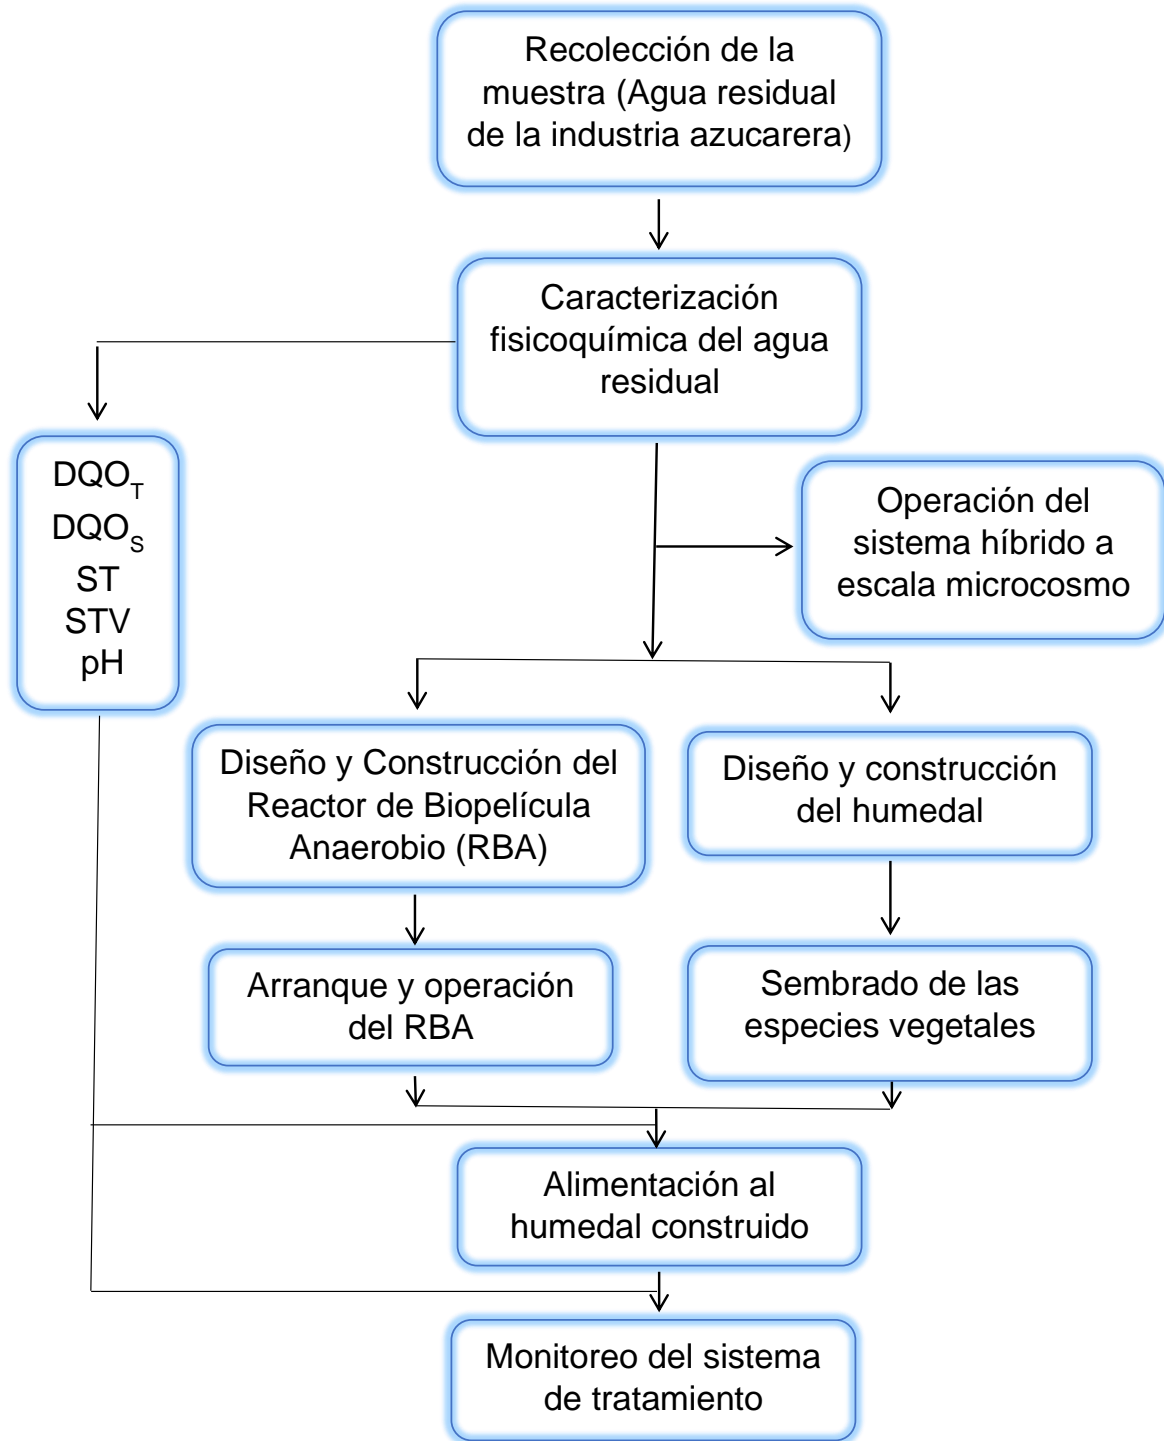 Recolección de la
muestra (Agua residual
de la industria azucarera)
Caracterización
fisicoquímica del agua
residual
DQO_T
DQO_S
ST
STV
pH
Operación del
sistema híbrido a
escala microcosmo
Diseño y Construcción del
Reactor de Biopelícula
Anaerobio (RBA)
Diseño y construcción
del humedal
Arranque y operación
del RBA
Sembrado de las
especies vegetales
Alimentación al
humedal construido
Monitoreo del sistema
de tratamiento